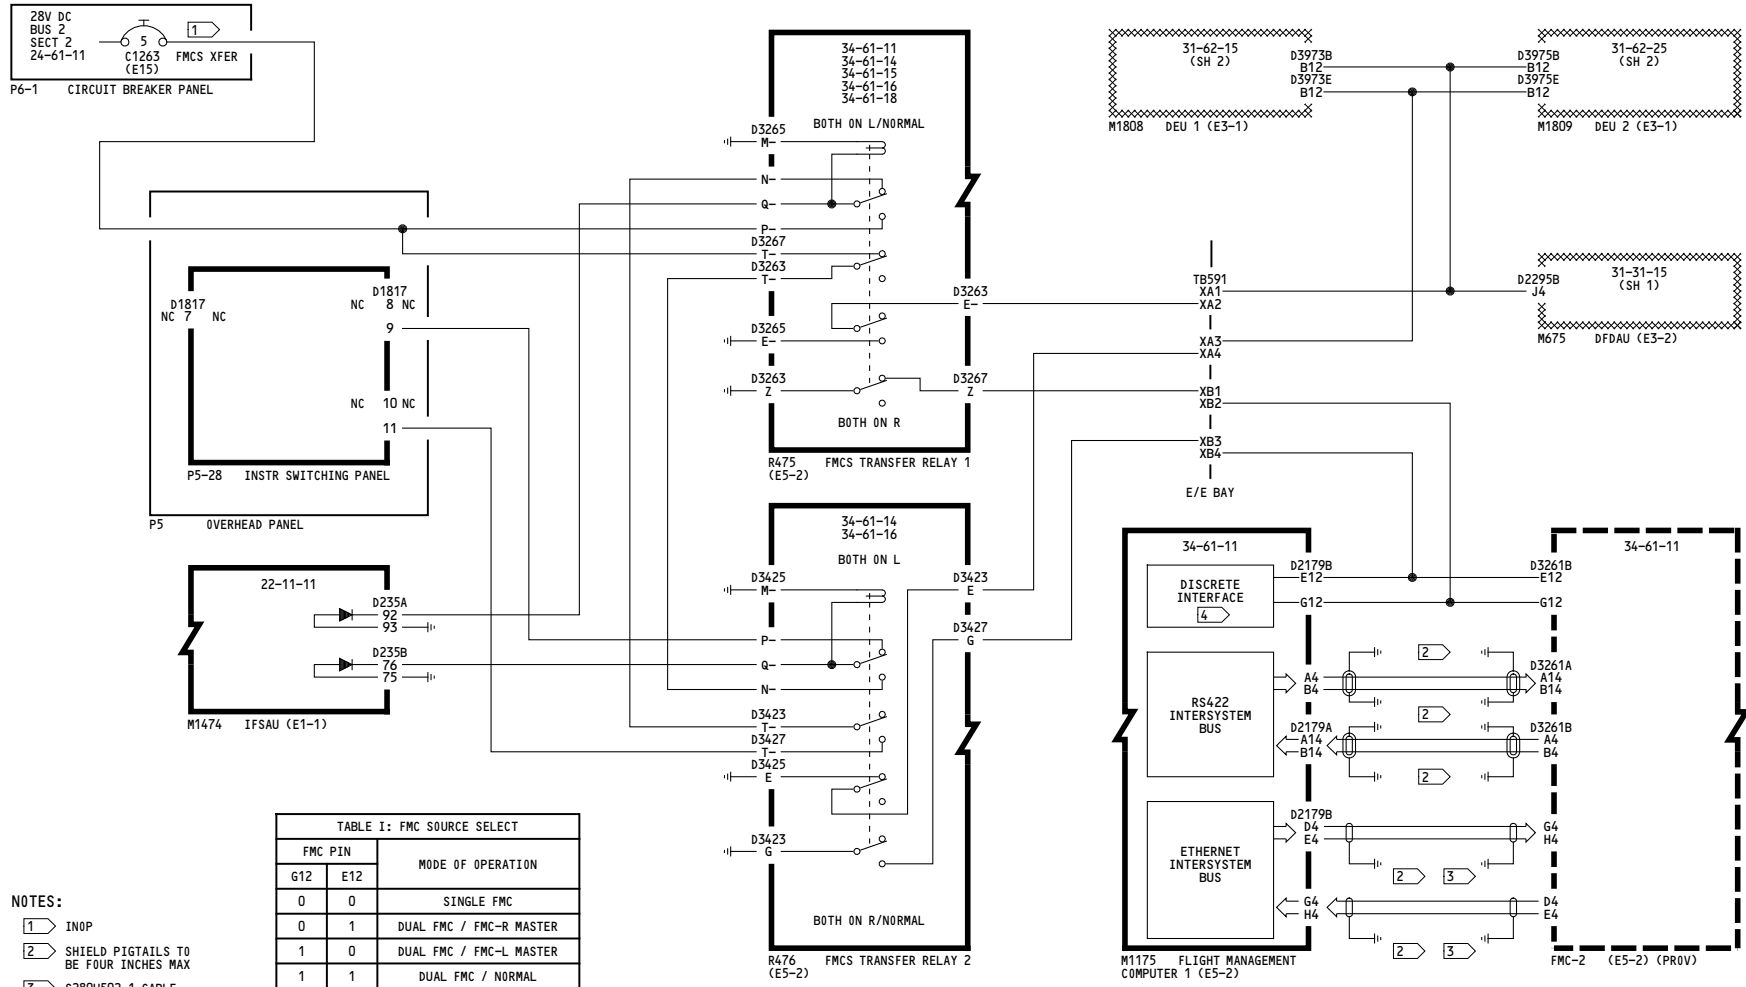 28V DC
BUS 2
SECT 2
24-61-11
5
C1263
(E15)
1
FMCS XFER
P6-1 CIRCUIT BREAKER PANEL
D1817
NC 7 NC
D1817
NC 8 NC
9
NC 10 NC
11
P5-28 INSTR SWITCHING PANEL
P5 OVERHEAD PANEL
22-11-11
D235A
92
93
D235B
76
75
M1474 IFSAU (E1-1)
34-61-11
34-61-14
34-61-15
34-61-16
34-61-18
BOTH ON L/NORMAL
D3265
M-
N-
Q-
P-
D3267
T-
D3263
T-
D3263
E-
D3265
E-
D3263
Z
D3267
Z
BOTH ON R
R475 FMCS TRANSFER RELAY 1
(E5-2)
34-61-14
34-61-16
BOTH ON L
D3425
M-
D3423
E
D3427
G
P-
Q-
N-
D3423
T-
D3427
T-
D3425
E
D3423
G
BOTH ON R/NORMAL
R476 FMCS TRANSFER RELAY 2
(E5-2)
31-62-15
(SH 2)
D3973B
B12
D3973E
B12
M1808 DEU 1 (E3-1)
31-62-25
(SH 2)
D3975B
B12
D3975E
B12
M1809 DEU 2 (E3-1)
31-31-15
(SH 1)
D2295B
J4
M675 DFDAU (E3-2)
TB591
XA1
XA2
XA3
XA4
XB1
XB2
XB3
XB4
E/E BAY
34-61-11
DISCRETE
INTERFACE
4
D2179B
E12
G12
RS422
INTERSYSTEM
BUS
A4
B4
D2179A
A14
B14
ETHERNET
INTERSYSTEM
BUS
D2179B
D4
E4
G4
H4
M1175 FLIGHT MANAGEMENT
COMPUTER 1 (E5-2)
2
2
2
2 3
2 3
34-61-11
D3261B
E12
G12
D3261A
A14
B14
D3261B
A4
B4
G4
H4
D4
E4
FMC-2 (E5-2) (PROV)
TABLE I: FMC SOURCE SELECT
FMC PIN MODE OF OPERATION
G12 E12
0 0 SINGLE FMC
0 1 DUAL FMC / FMC-R MASTER
1 0 DUAL FMC / FMC-L MASTER
1 1 DUAL FMC / NORMAL
NOTES:
1 INOP
2 SHIELD PIGTAILS TO
BE FOUR INCHES MAX